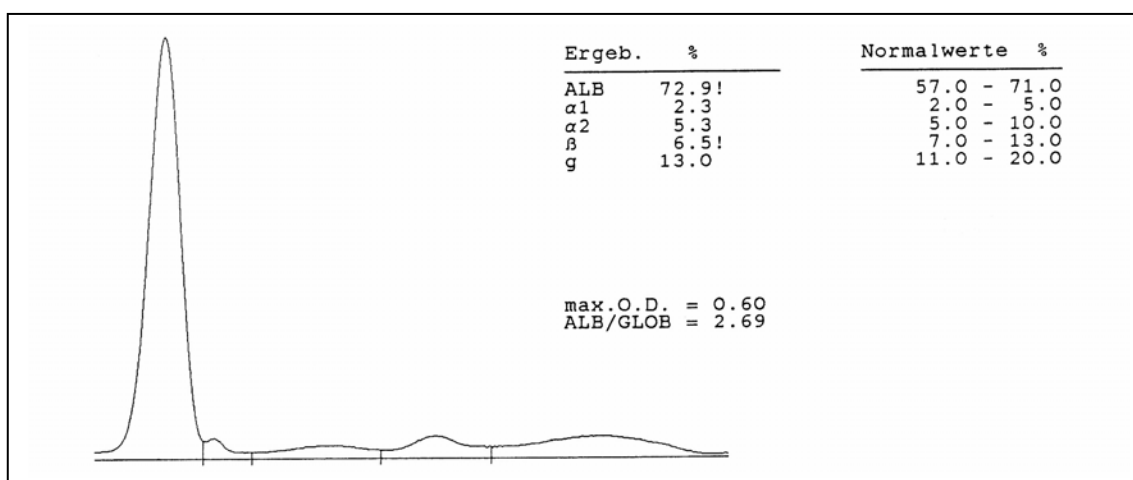 Ergeb. % Normalwerte %
ALB 72.9! 57.0 - 71.0
α1 2.3 2.0 - 5.0
α2 5.3 5.0 - 10.0
ß 6.5! 7.0 - 13.0
g 13.0 11.0 - 20.0
max.O.D. = 0.60
ALB/GLOB = 2.69